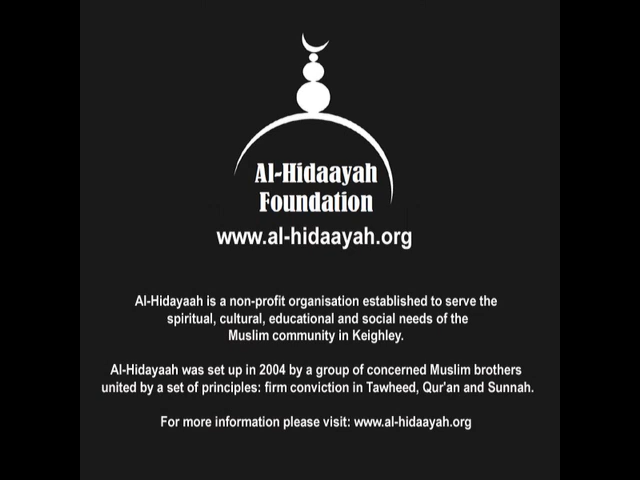 Al-Hidaayah
Foundation
www.al-hidaayah.org
Al-Hidayaah is a non-profit organisation established to serve the
spiritual, cultural, educational and social needs of the
Muslim community in Keighley.
Al-Hidayaah was set up in 2004 by a group of concerned Muslim brothers
united by a set of principles: firm conviction in Tawheed, Qur'an and Sunnah.
For more information please visit: www.al-hidaayah.org